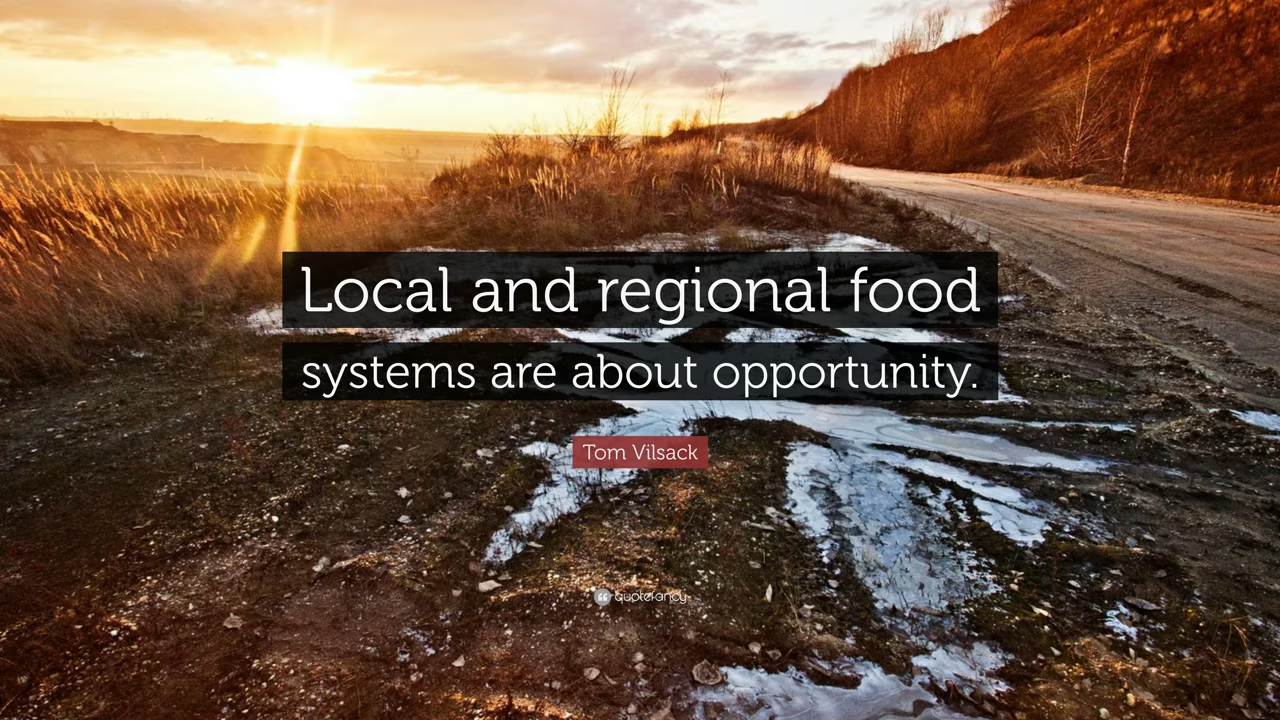 Local and regional food
systems are about opportunity.
Tom Vilsack
quotefancy